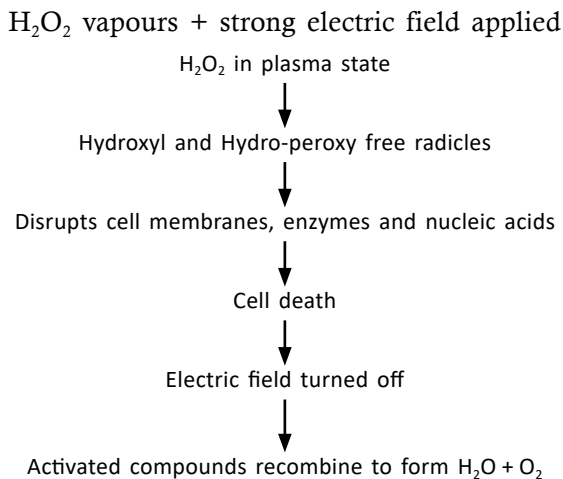 H₂O₂ vapours + strong electric field applied
H₂O₂ in plasma state
Hydroxyl and Hydro-peroxy free radicles
Disrupts cell membranes, enzymes and nucleic acids
Cell death
Electric field turned off
Activated compounds recombine to form H₂O + O₂